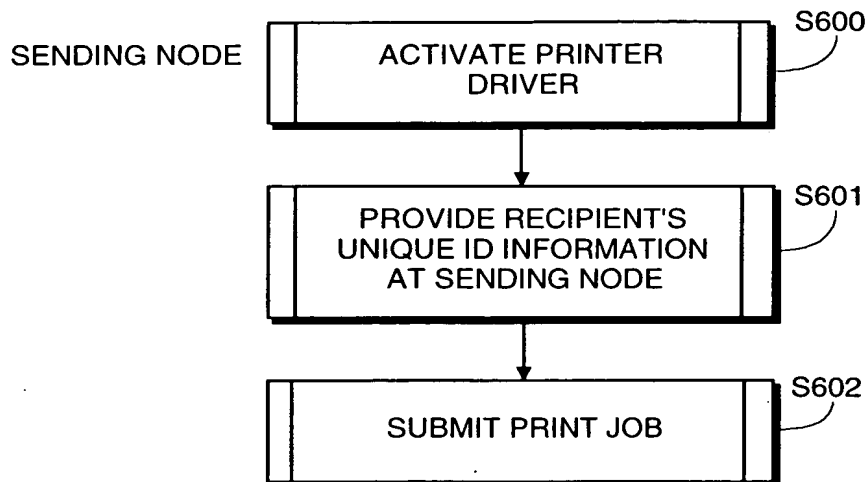 S600
SENDING NODE
ACTIVATE PRINTER
DRIVER
S601
PROVIDE RECIPIENT'S
UNIQUE ID INFORMATION
AT SENDING NODE
S602
SUBMIT PRINT JOB